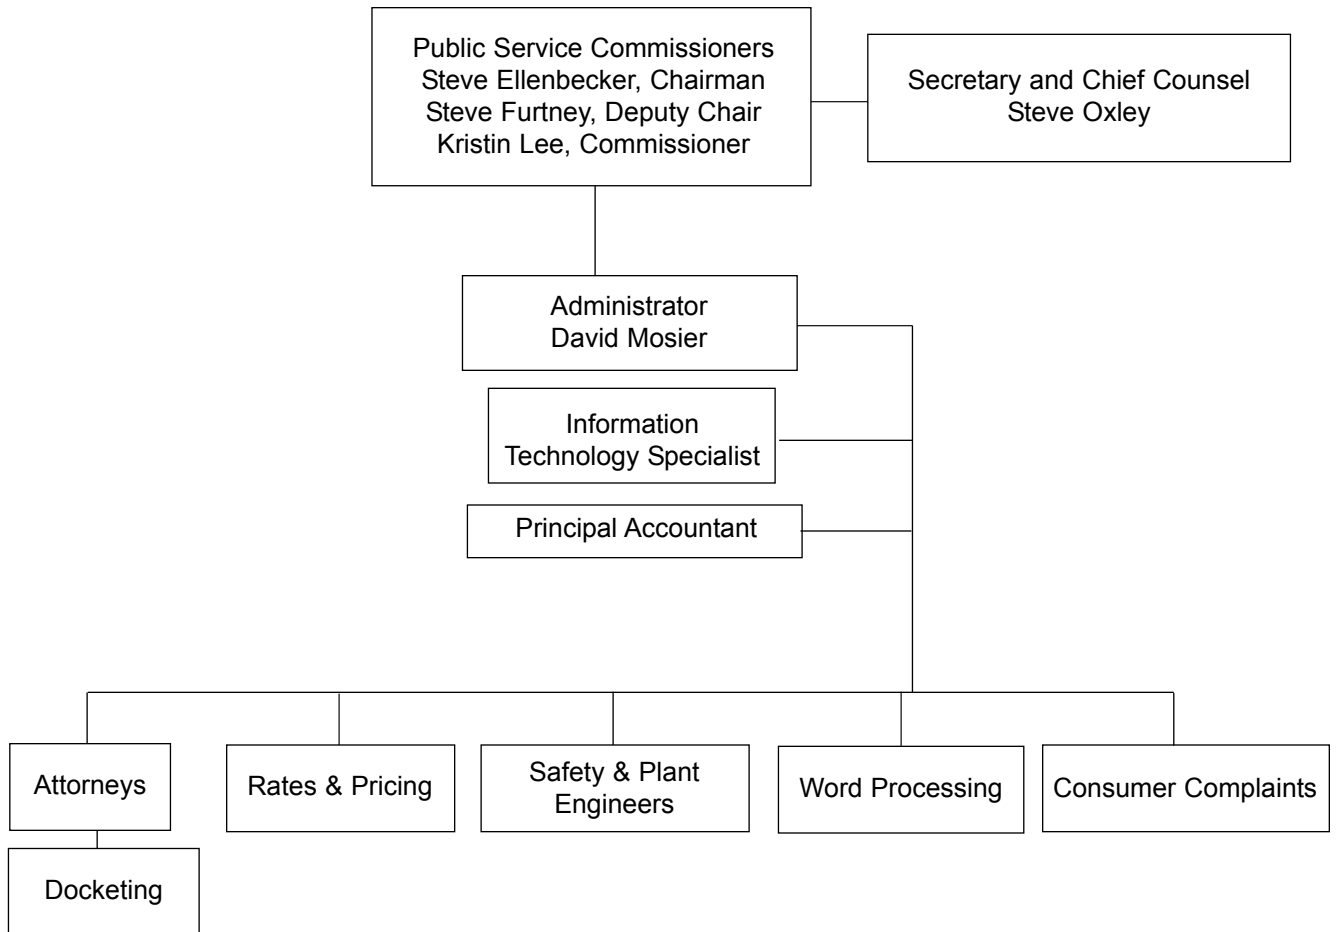 Public Service Commissioners
Steve Ellenbecker, Chairman
Steve Furtney, Deputy Chair
Kristin Lee, Commissioner
Secretary and Chief Counsel
Steve Oxley
Administrator
David Mosier
Information
Technology Specialist
Principal Accountant
Attorneys
Rates & Pricing
Safety & Plant
Engineers
Word Processing
Consumer Complaints
Docketing